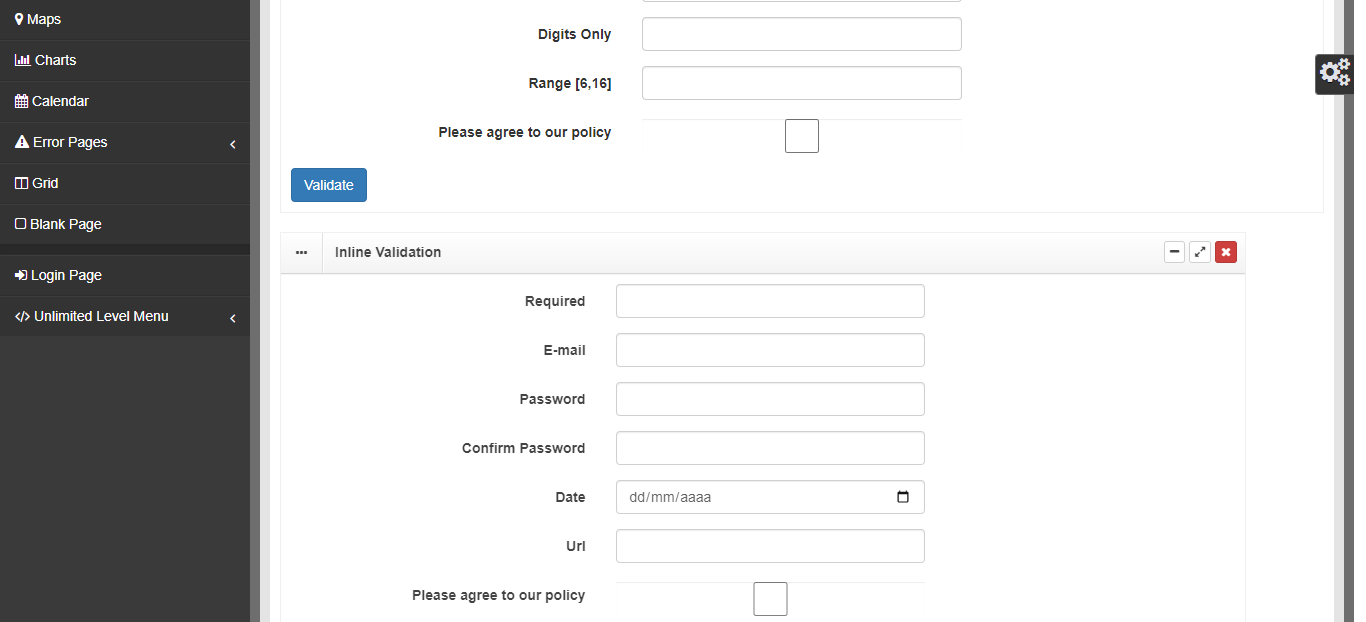 Maps
Charts
Calendar
Error Pages
Grid
Blank Page
Login Page
Unlimited Level Menu
Digits Only
Range [6,16]
Please agree to our policy
Validate
Inline Validation
Required
E-mail
Password
Confirm Password
Date
dd/mm/aaaa
Url
Please agree to our policy